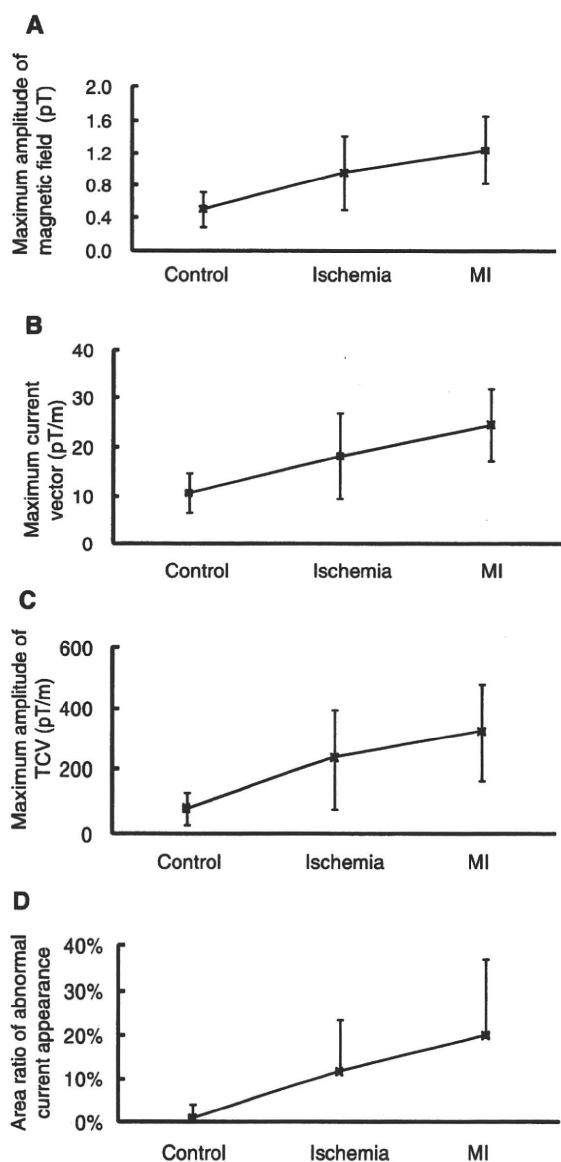 A
Maximum amplitude of
magnetic field (pT)
2.0
1.6
1.2
0.8
0.4
0.0
Control Ischemia MI
B
Maximum current
vector (pT/m)
40
30
20
10
0
Control Ischemia MI
C
Maximum amplitude of
TCV (pT/m)
600
400
200
0
Control Ischemia MI
D
Area ratio of abnormal
current appearance
40%
30%
20%
10%
0%
Control Ischemia MI